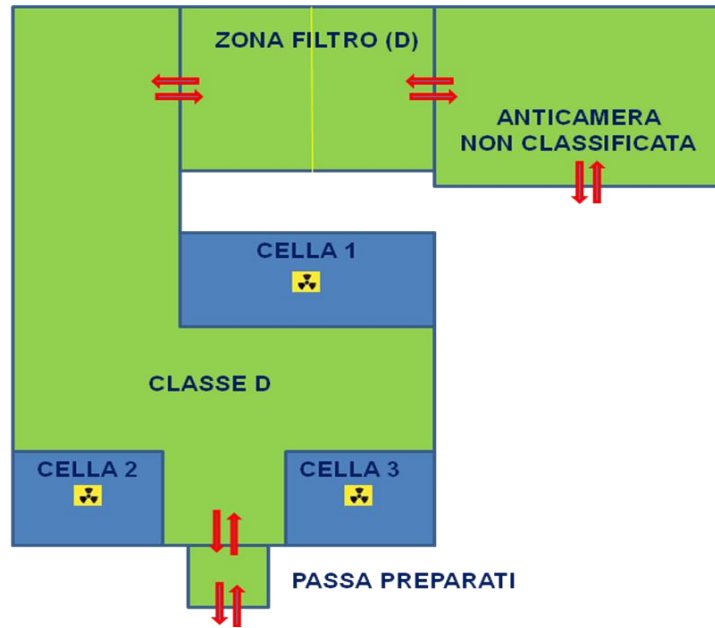 ZONA FILTRO (D)
ANTICAMERA
NON CLASSIFICATA
CELLA 1
CLASSE D
CELLA 2
CELLA 3
PASSA PREPARATI